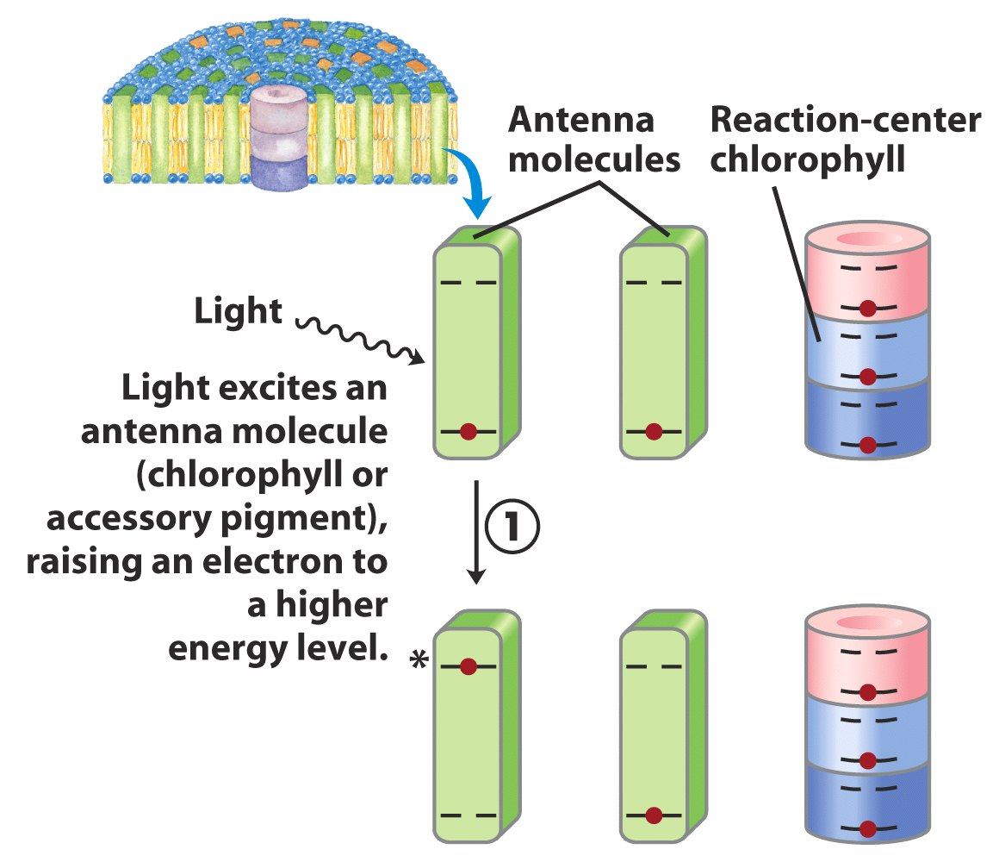 Antenna
molecules
Reaction-center
chlorophyll
Light
Light excites an
antenna molecule
(chlorophyll or
accessory pigment),
raising an electron to
a higher
energy level.
1
*